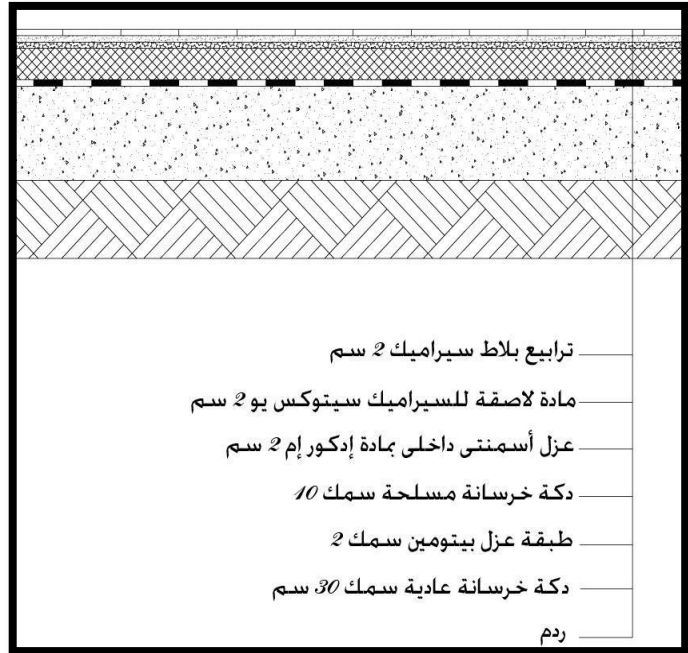 ترابيع بلاط سيراميك 2 سم
مادة لاصقة للسيراميك سيتوكس يو 2 سم
عزل أسمنتى داخلى بمادة إدكور إم 2 سم
دكة خرسانة مسلحة سمك 10
طبقة عزل بيتومين سمك 2
دكة خرسانة عادية سمك 30 سم
ردم